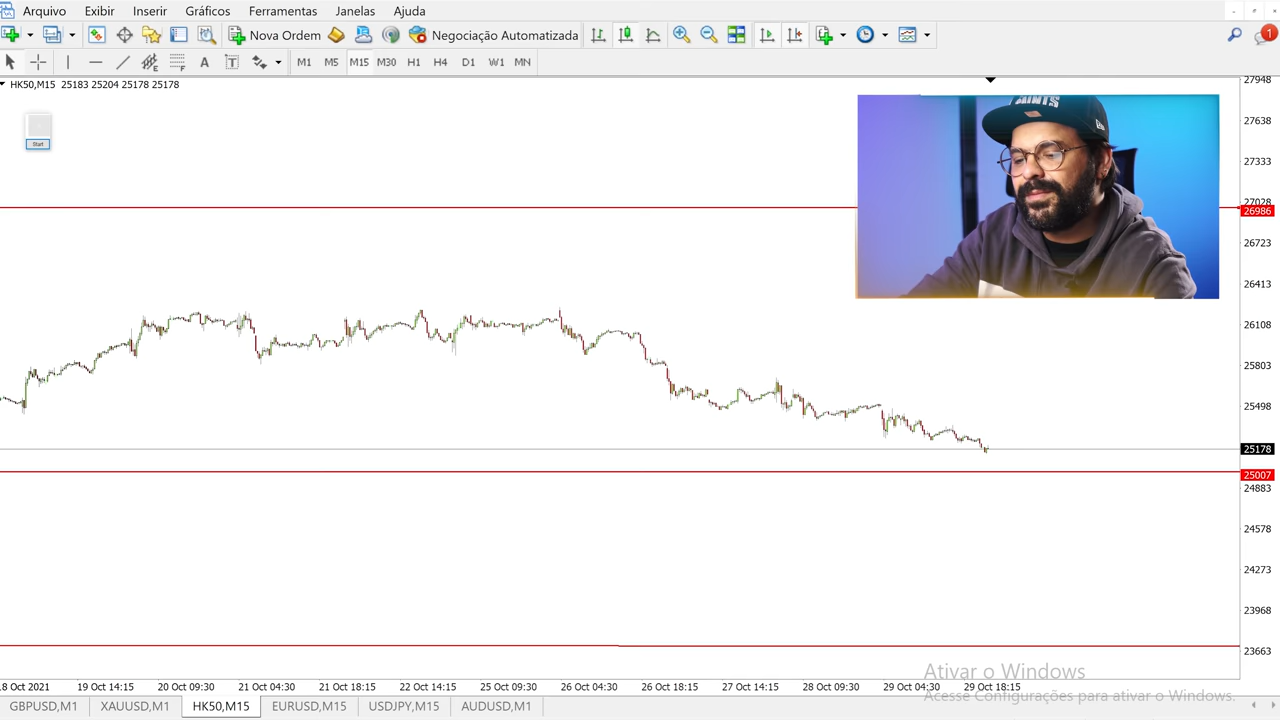 Arquivo Exibir Inserir Gráficos Ferramentas Janelas Ajuda
Nova Ordem Negociação Automatizada 1
A T M1 M5 M15 M30 H1 H4 D1 W1 MN
HK50,M15 25183 25204 25178 25178
Start
27948
27638
27333
27028
26986
26723
26413
26108
25803
25498
25178
25007
24883
24578
24273
23968
23663
Ativar o Windows
Acesse Configurações para ativar o Windows.
8 Oct 2021 19 Oct 14:15 20 Oct 09:30 21 Oct 04:30 21 Oct 18:15 22 Oct 14:15 25 Oct 09:30 26 Oct 04:30 26 Oct 18:15 27 Oct 14:15 28 Oct 09:30 29 Oct 04:30 29 Oct 18:15
GBPUSD,M1 XAUUSD,M1 HK50,M15 USDJPY,M15 AUDUSD,M1